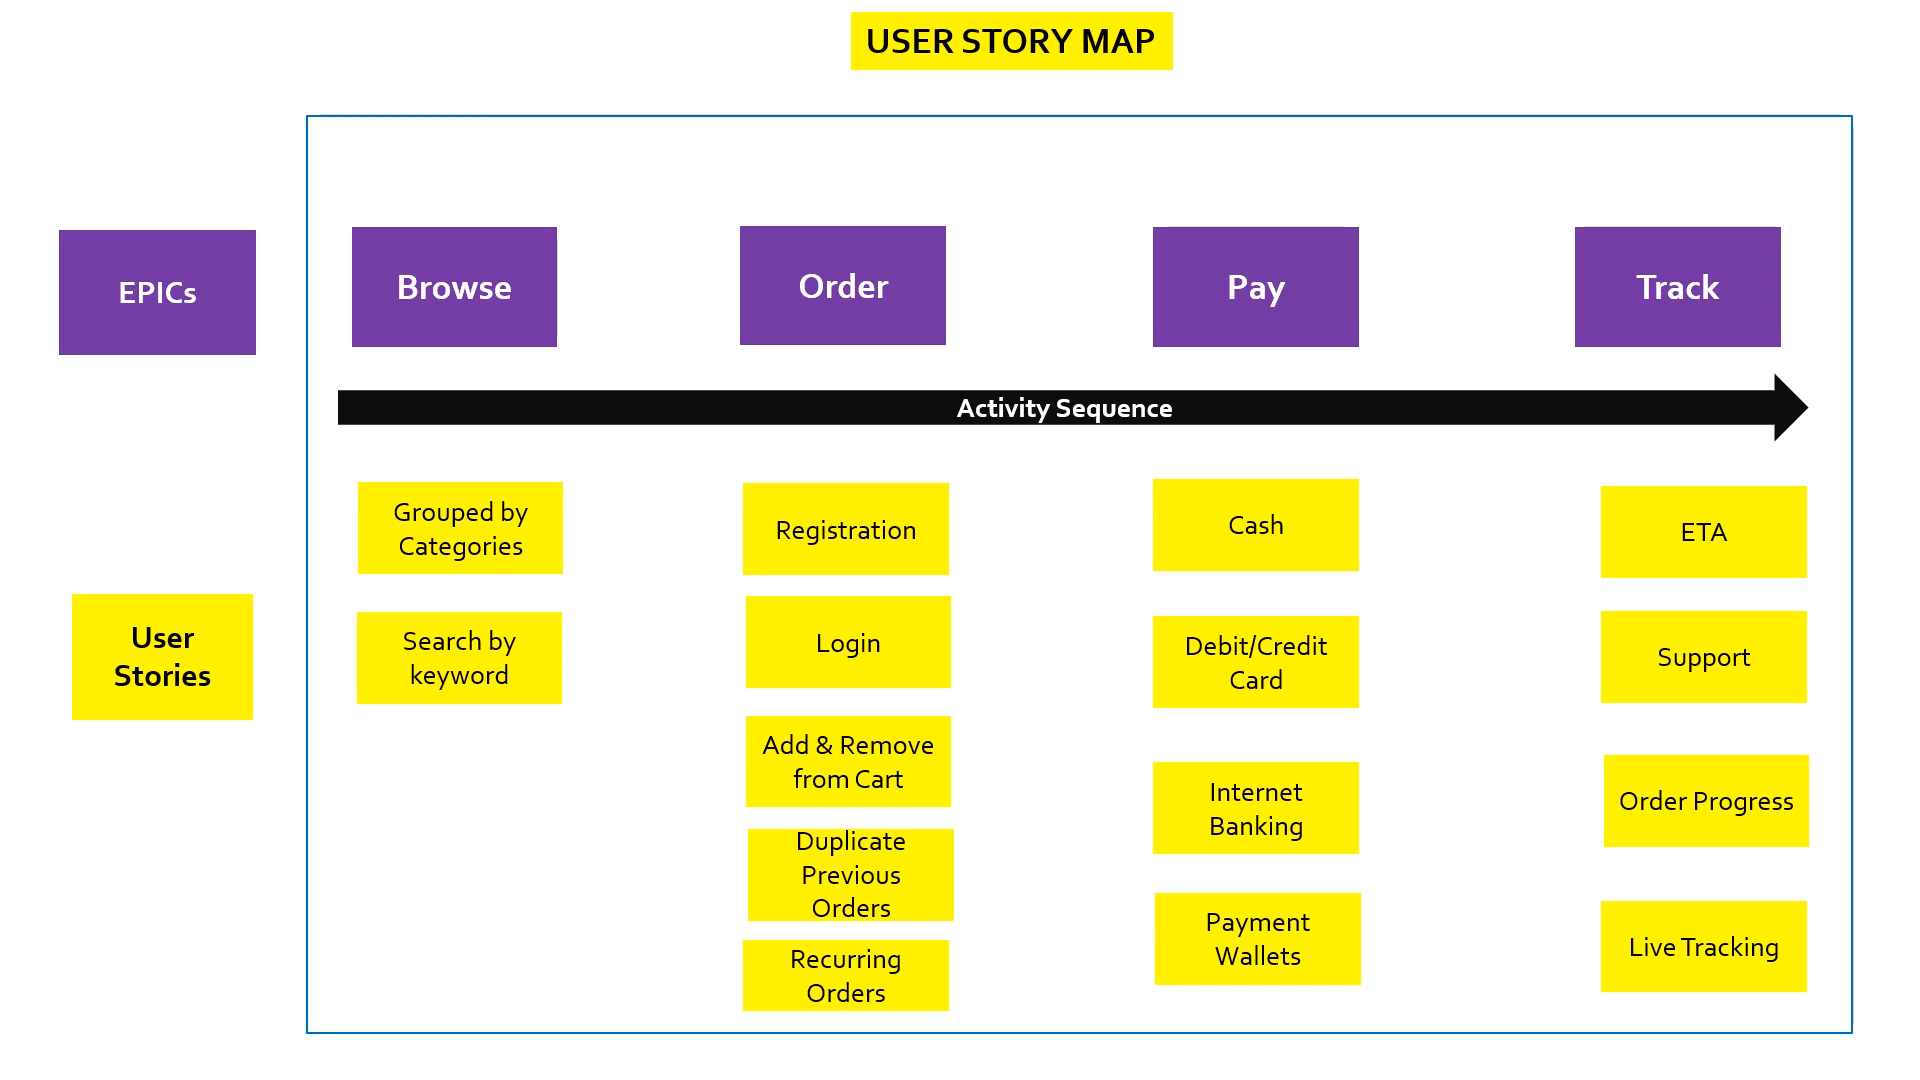 USER STORY MAP
EPICs
Browse
Order
Pay
Track
Activity Sequence
User
Stories
Grouped by
Categories
Search by
keyword
Registration
Login
Add & Remove
from Cart
Duplicate
Previous
Orders
Recurring
Orders
Cash
Debit/Credit
Card
Internet
Banking
Payment
Wallets
ETA
Support
Order Progress
Live Tracking